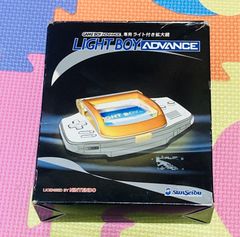 GAME BOY ADVANCE 専用 ライト付き拡大鏡
LIGHT BOY ADVANCE
LIGHT BOY
LICENSED BY NINTENDO
SunSeibu